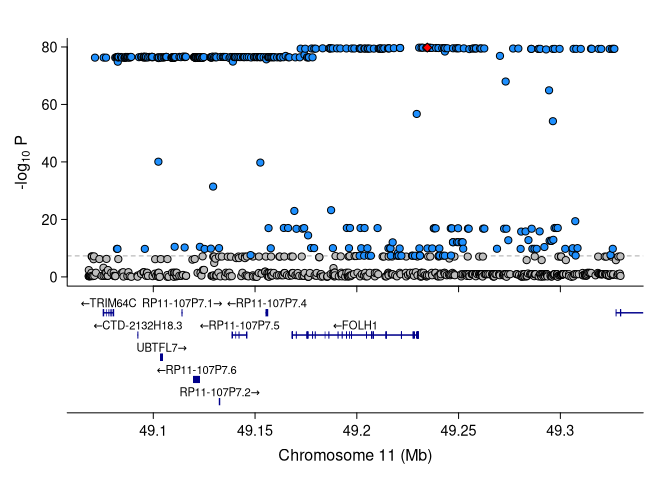 80
60
40
20
0
-log10 P
←TRIM64C RP11-107P7.1→ ←RP11-107P7.4
←CTD-2132H18.3 ←RP11-107P7.5 ←FOLH1
UBTFL7→
←RP11-107P7.6
RP11-107P7.2→
49.1 49.15 49.2 49.25 49.3
Chromosome 11 (Mb)